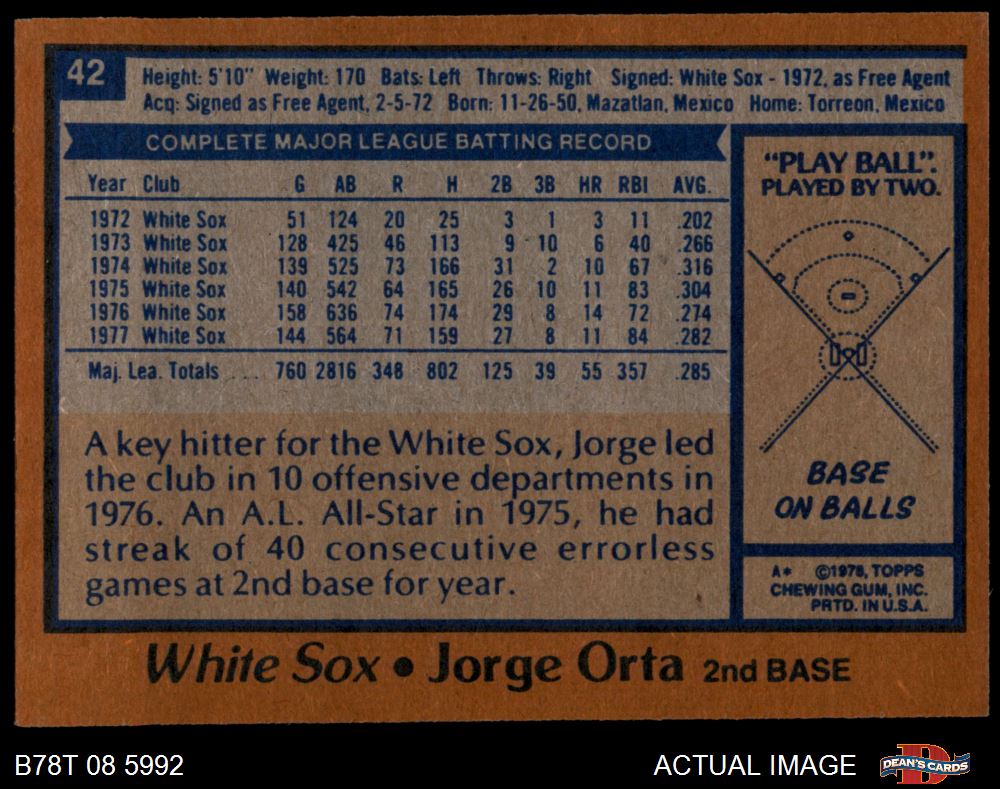 42
Height: 5'10" Weight: 170 Bats: Left Throws: Right Signed: White Sox - 1972, as Free Agent
Acq: Signed as Free Agent, 2-5-72 Born: 11-26-50, Mazatlan, Mexico Home: Torreon, Mexico
COMPLETE MAJOR LEAGUE BATTING RECORD
Year Club G AB R H 2B 3B HR RBI AVG.
1972 White Sox 51 124 20 25 3 1 3 11 .202
1973 White Sox 128 425 46 113 9 10 6 40 .266
1974 White Sox 139 525 73 166 31 2 10 67 .316
1975 White Sox 140 542 64 165 26 10 11 83 .304
1976 White Sox 158 636 74 174 29 8 14 72 .274
1977 White Sox 144 564 71 159 27 8 11 84 .282
Maj. Lea. Totals ... 760 2816 348 802 125 39 55 357 .285
A key hitter for the White Sox, Jorge led
the club in 10 offensive departments in
1976. An A.L. All-Star in 1975, he had
streak of 40 consecutive errorless
games at 2nd base for year.
"PLAY BALL":
PLAYED BY TWO.
BASE
ON BALLS
A* ©1978, TOPPS
CHEWING GUM, INC.
PRTD. IN U.S.A.
White Sox • Jorge Orta 2nd BASE
B78T 08 5992
ACTUAL IMAGE
D
DEAN'S CARDS